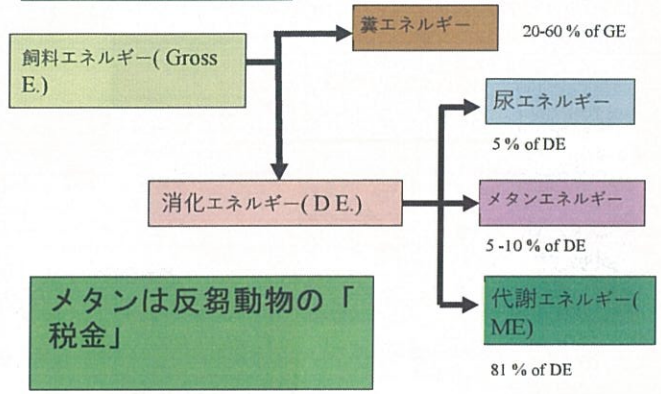 糞エネルギー
20-60 % of GE
飼料エネルギー( Gross
E.)
尿エネルギー
5 % of DE
消化エネルギー( D E.)
メタンエネルギー
5 -10 % of DE
メタンは反芻動物の「
税金」
代謝エネルギー(
ME)
81 % of DE